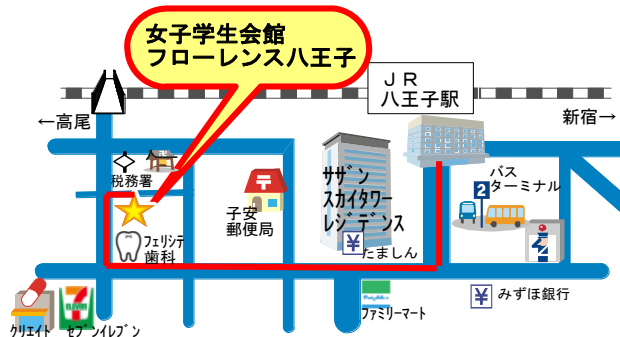 女子学生会館
フローレンス八王子
JR
八王子駅
←高尾
新宿→
税務署
〒
子安
郵便局
サザン
スカイタワー
レジデンス
¥
たましん
2
バス
ターミナル
フェリシテ
歯科
クリエイト
7
ELEVEN
セブンイレブン
FamilyMart
ファミリーマート
¥
みずほ銀行